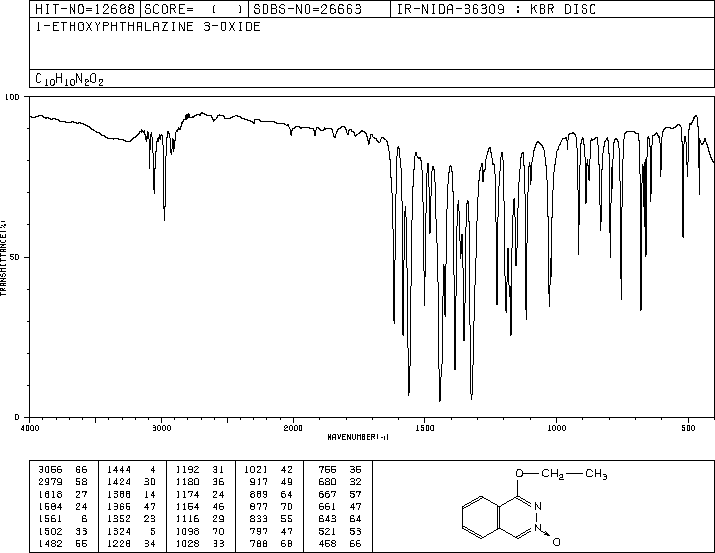 HIT-NO=12688 SCORE= ( ) SDBS-NO=26663 IR-NIDA-36309 : KBR DISC
1-ETHOXYPHTHALAZINE 3-OXIDE
C10H10N2O2
100
50
0
TRANSMITTANCE(%)
4000 3000 2000 1500 1000 500
WAVENUMBER(-1)
3066 66 1444 4 1192 31 1021 42 766 36
2979 58 1424 30 1180 36 917 49 680 32
1618 27 1388 14 1174 24 889 64 667 57
1584 24 1366 47 1154 46 877 70 661 47
1561 6 1352 23 1116 29 833 55 643 64
1502 33 1324 5 1098 70 797 47 521 53
1482 55 1228 34 1028 33 788 68 458 66
O CH2 CH3
N
N
O